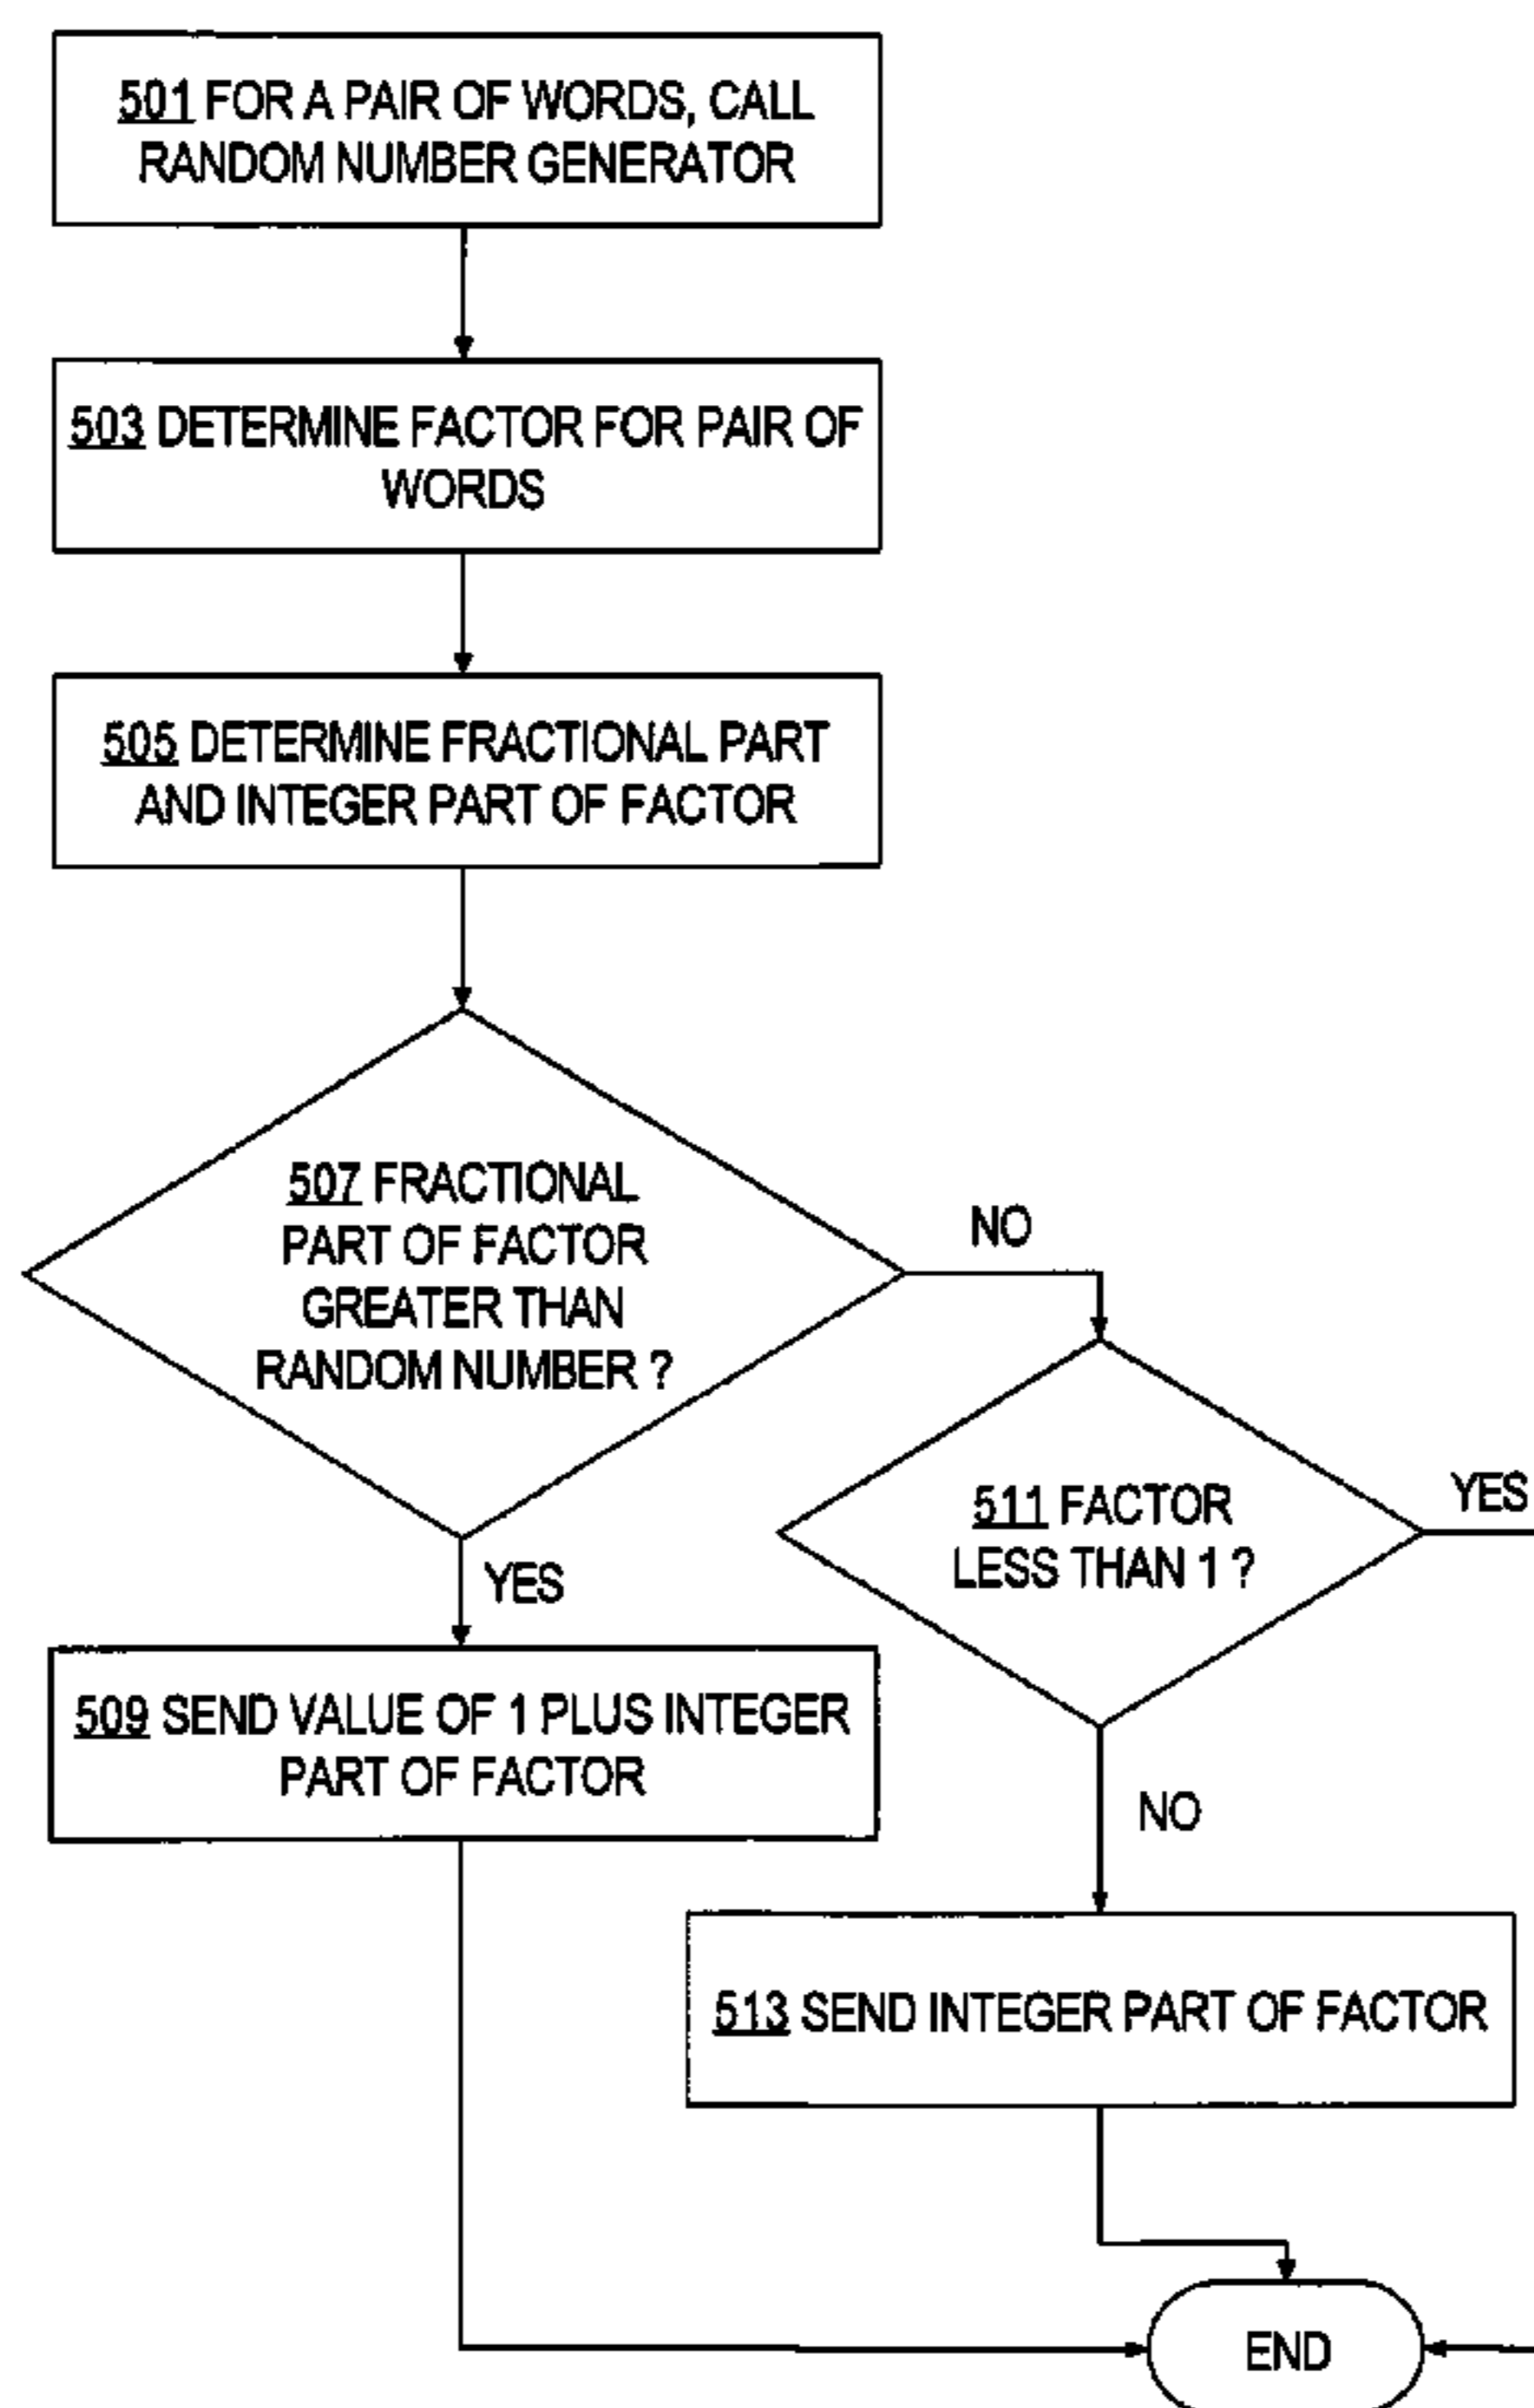 501 FOR A PAIR OF WORDS, CALL
RANDOM NUMBER GENERATOR
503 DETERMINE FACTOR FOR PAIR OF
WORDS
505 DETERMINE FRACTIONAL PART
AND INTEGER PART OF FACTOR
507 FRACTIONAL
PART OF FACTOR
GREATER THAN
RANDOM NUMBER ?
NO
YES
511 FACTOR
LESS THAN 1 ?
YES
NO
509 SEND VALUE OF 1 PLUS INTEGER
PART OF FACTOR
513 SEND INTEGER PART OF FACTOR
END